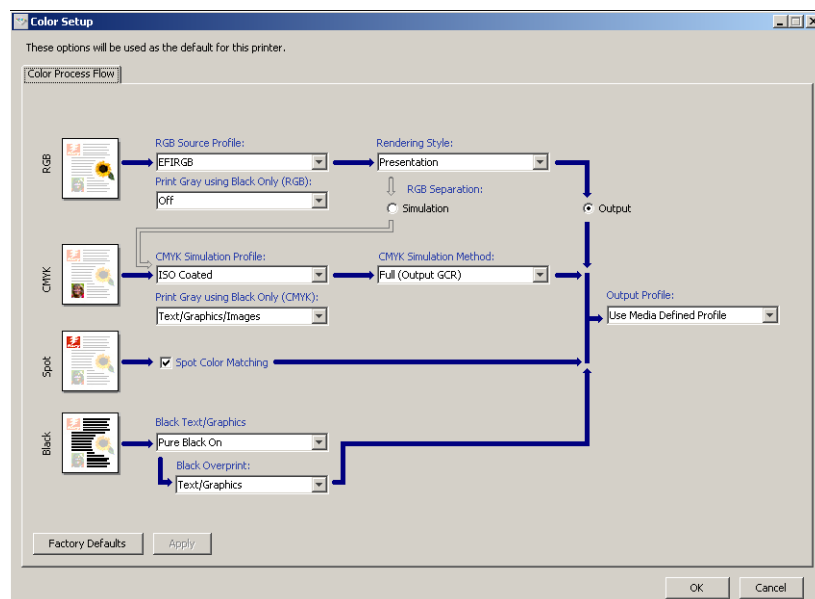 Color Setup
These options will be used as the default for this printer.
Color Process Flow
RGB
RGB Source Profile:
EFIRGB
Rendering Style:
Presentation
Print Gray using Black Only (RGB):
Off
RGB Separation:
Simulation
Output
CMYK
CMYK Simulation Profile:
ISO Coated
CMYK Simulation Method:
Full (Output GCR)
Print Gray using Black Only (CMYK):
Text/Graphics/Images
Output Profile:
Use Media Defined Profile
Spot
Spot Color Matching
Black
Black Text/Graphics
Pure Black On
Black Overprint:
Text/Graphics
Factory Defaults
Apply
OK
Cancel